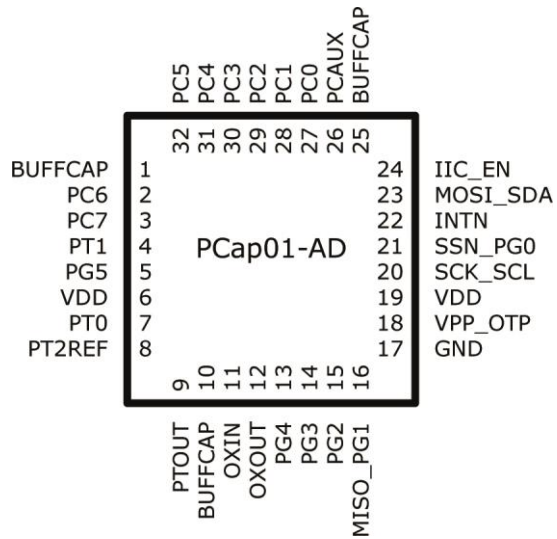 PC5 PC4 PC3 PC2 PC1 PC0 PCAUX BUFFCAP
32 31 30 29 28 27 26 25
BUFFCAP 1 24 IIC_EN
PC6 2 23 MOSI_SDA
PC7 3 22 INTN
PT1 4 PCap01-AD 21 SSN_PG0
PG5 5 20 SCK_SCL
VDD 6 19 VDD
PT0 7 18 VPP_OTP
PT2REF 8 17 GND
9 10 11 12 13 14 15 16
PTOUT BUFFCAP OXIN OXOUT PG4 PG3 PG2 MISO_PG1